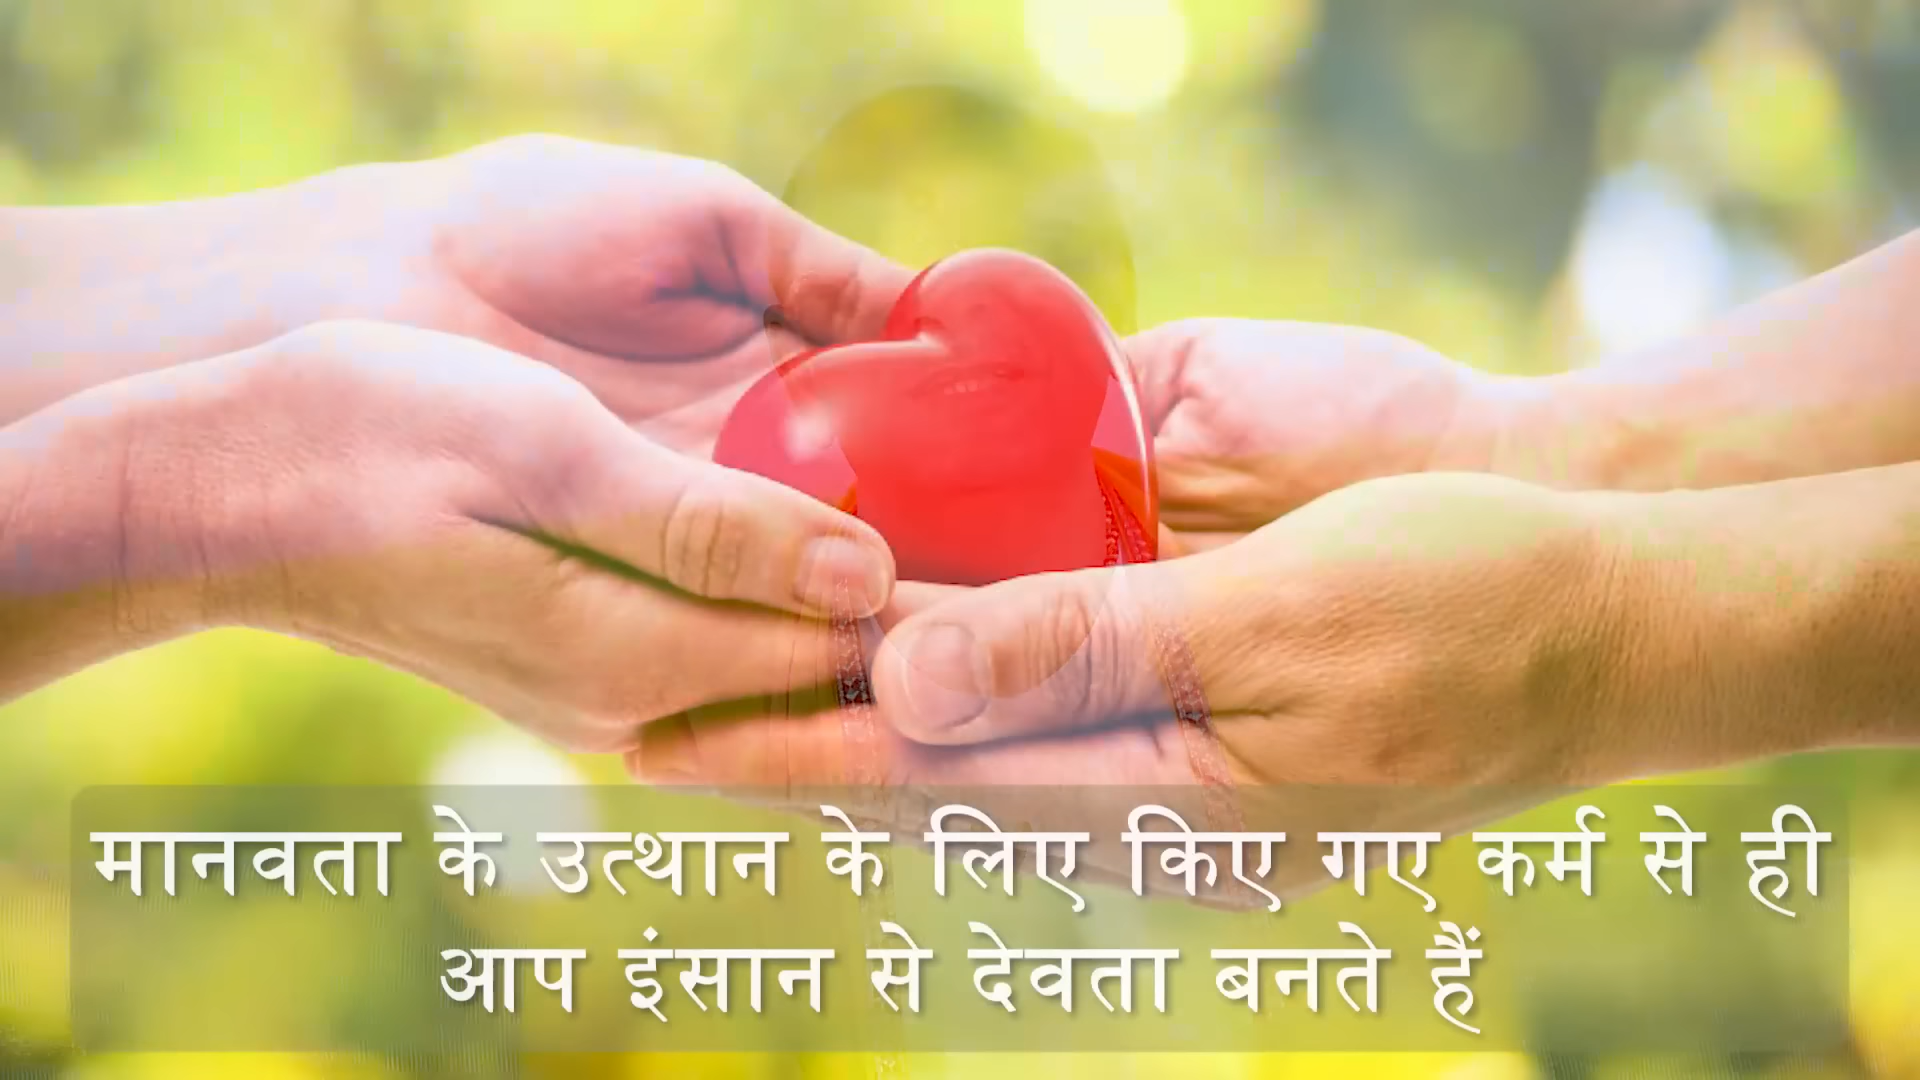 मानवता के उत्थान के लिए किए गए कर्म से ही
आप इंसान से देवता बनते हैं